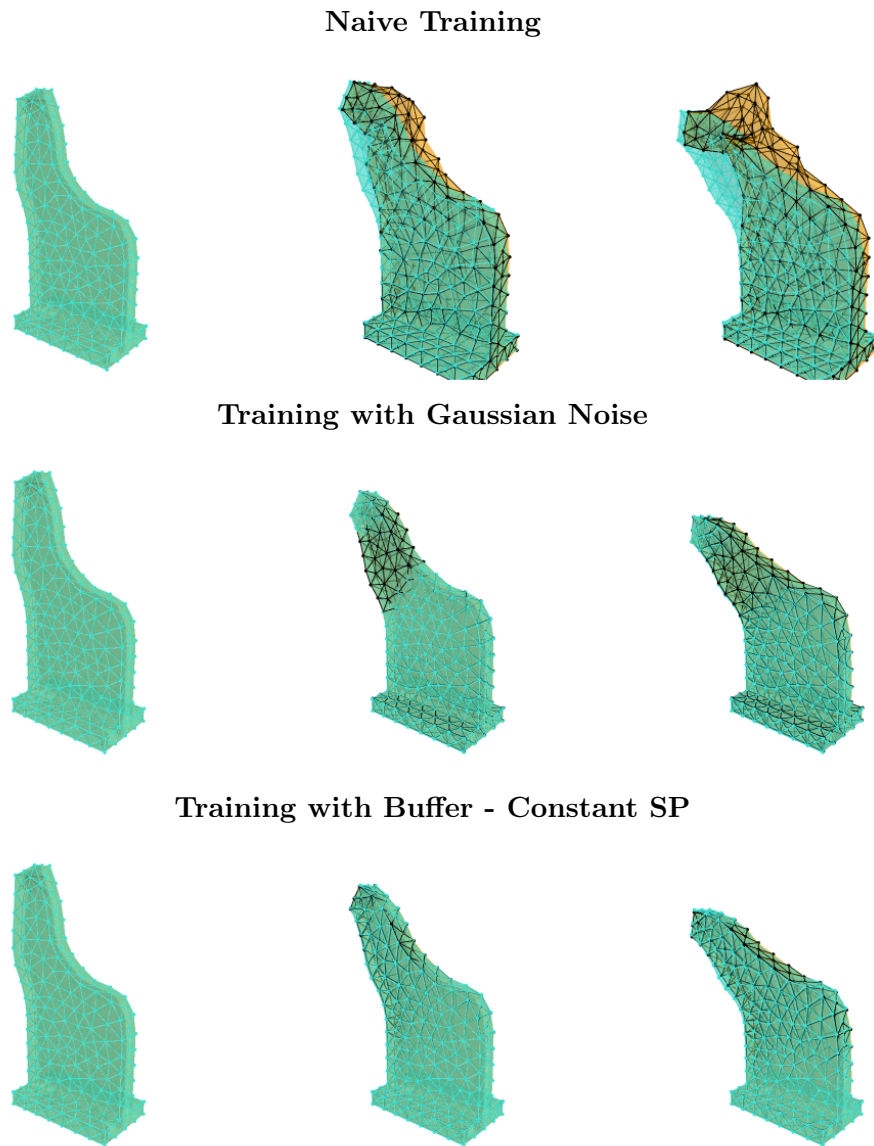 Naive Training
Training with Gaussian Noise
Training with Buffer - Constant SP